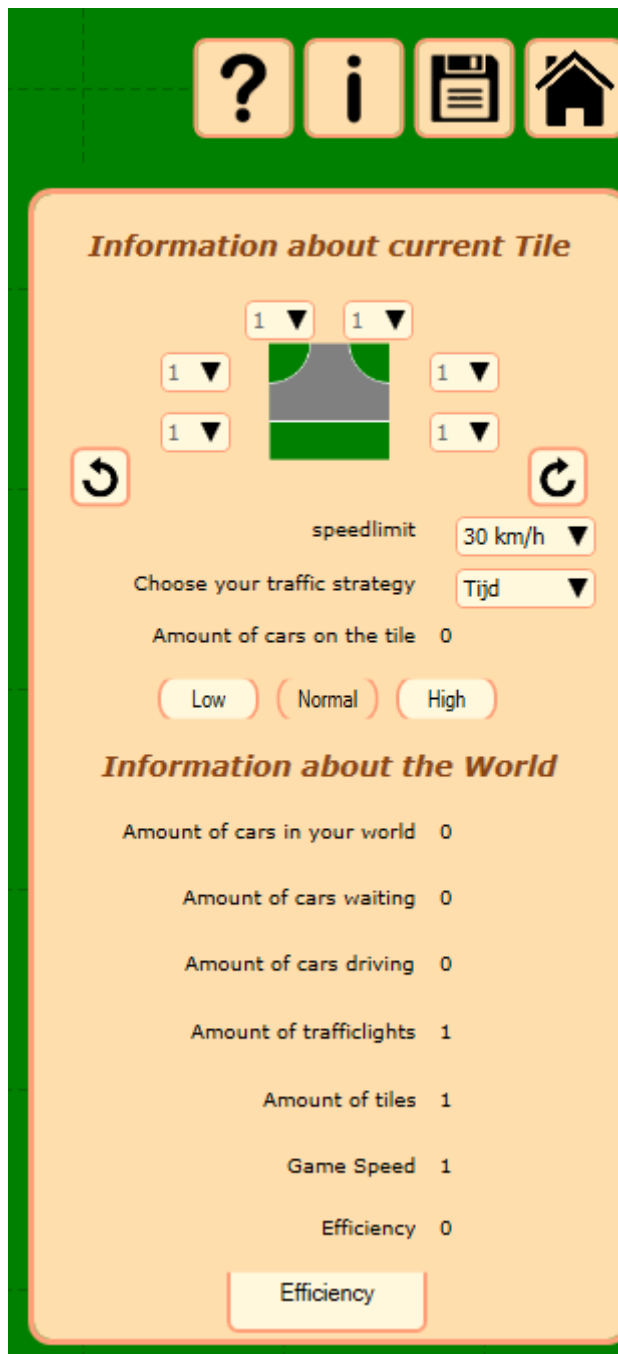 ? i
Information about current Tile
1 1
1 1
1 1
speedlimit 30 km/h
Choose your traffic strategy Tijd
Amount of cars on the tile 0
Low Normal High
Information about the World
Amount of cars in your world 0
Amount of cars waiting 0
Amount of cars driving 0
Amount of trafficlights 1
Amount of tiles 1
Game Speed 1
Efficiency 0
Efficiency